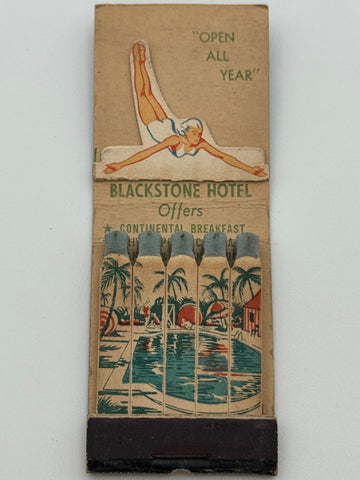 "OPEN
ALL
YEAR"
BLACKSTONE HOTEL
Offers
★ CONTINENTAL BREAKFAST